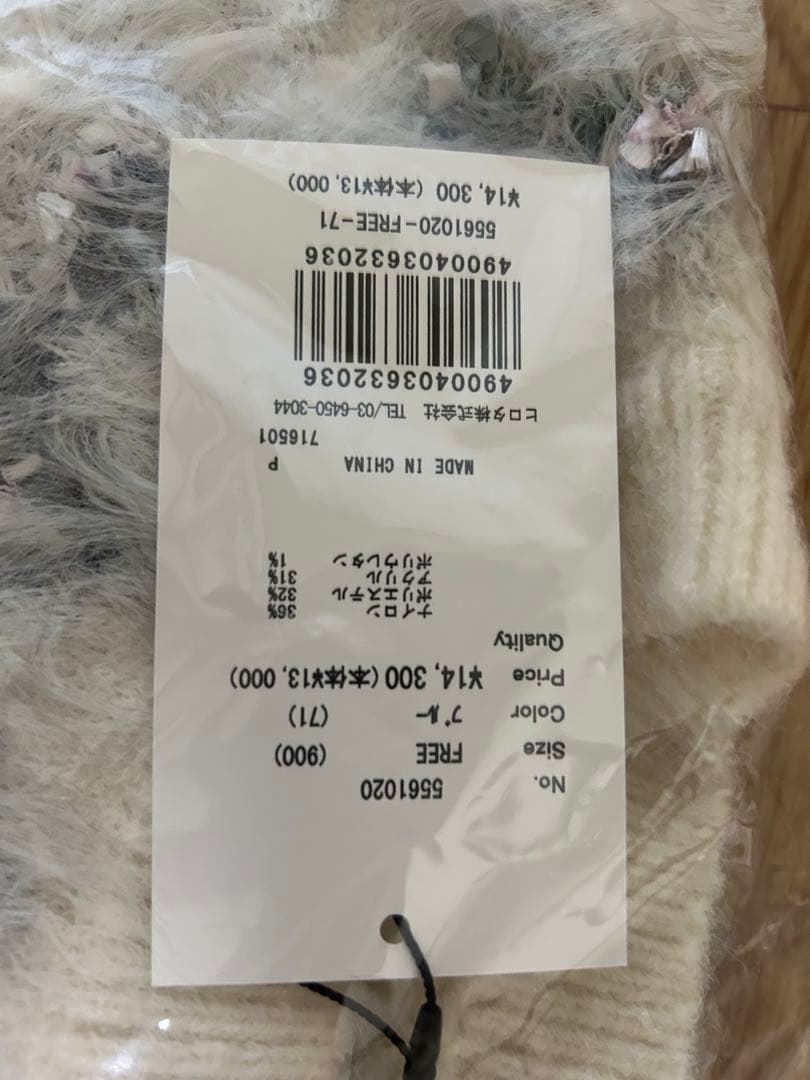 No. 5561020
Size FREE (900)
Color ブルー (71)
Price ¥14,300(本体¥13,000)
Quality
ナイロン 36%
ポリエステル 32%
アクリル 31%
ポリウレタン 1%
MADE IN CHINA P
716501
ヒロタ株式会社 TEL/03-6450-3044
4900403632036
4900403632036
5561020-FREE-71
¥14,300 (本体¥13,000)